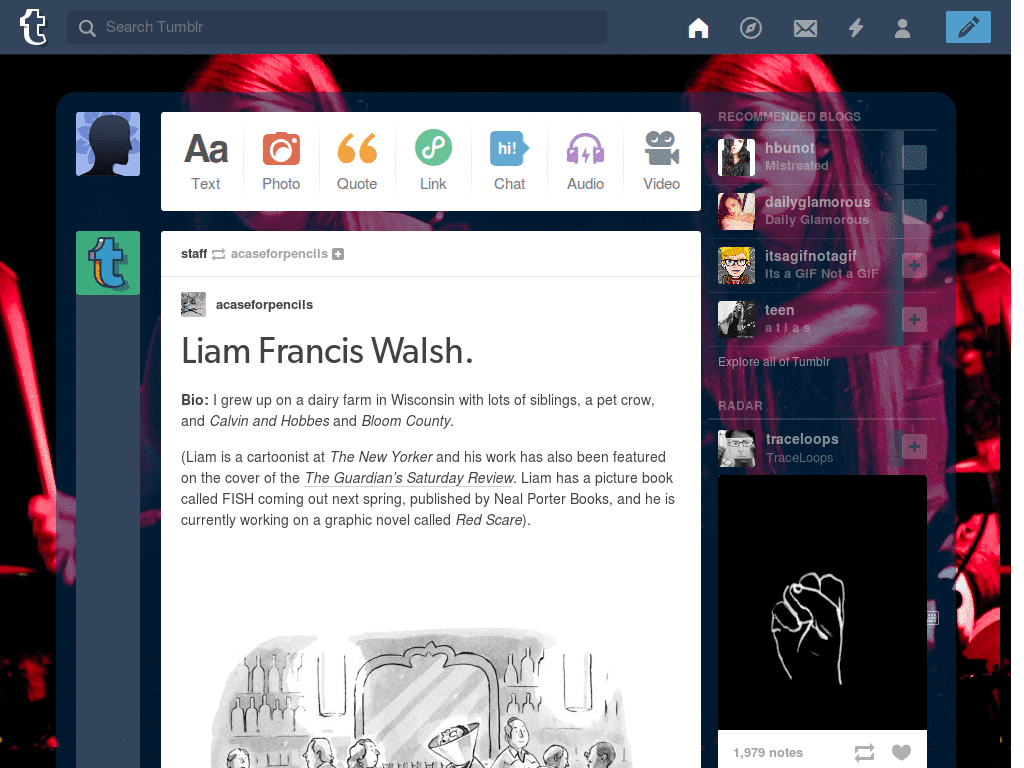 t
Search Tumblr
RECOMMENDED BLOGS
hbunot
Mistreated
dailyglamorous
Daily Glamorous
itsagifnotagif
Its a GIF Not a GIF
teen
a t l a s
Explore all of Tumblr
RADAR
traceloops
TraceLoops
1,979 notes
Aa
hi!
Text
Photo
Quote
Link
Chat
Audio
Video
t
staff acaseforpencils
acaseforpencils
Liam Francis Walsh.
Bio: I grew up on a dairy farm in Wisconsin with lots of siblings, a pet crow,
and Calvin and Hobbes and Bloom County.
(Liam is a cartoonist at The New Yorker and his work has also been featured
on the cover of the The Guardian’s Saturday Review. Liam has a picture book
called FISH coming out next spring, published by Neal Porter Books, and he is
currently working on a graphic novel called Red Scare).